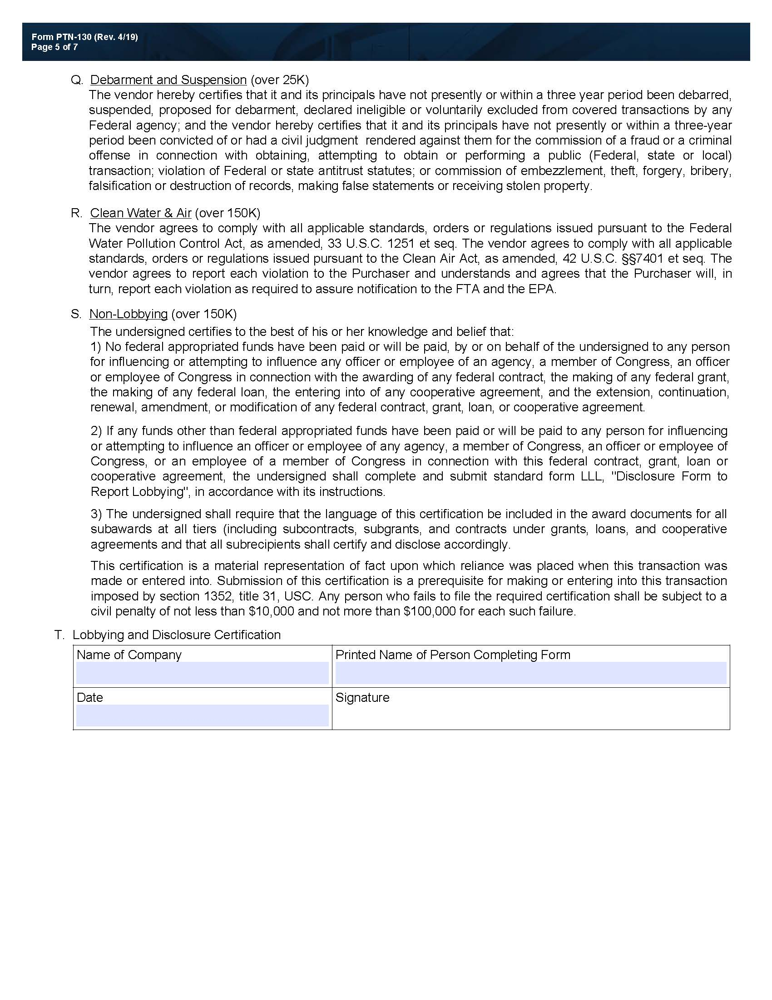 Form PTN-130 (Rev. 4/19)
Page 5 of 7
Q. Debarment and Suspension (over 25K)
The vendor hereby certifies that it and its principals have not presently or within a three year period been debarred,
suspended, proposed for debarment, declared ineligible or voluntarily excluded from covered transactions by any
Federal agency; and the vendor hereby certifies that it and its principals have not presently or within a three-year
period been convicted of or had a civil judgment rendered against them for the commission of a fraud or a criminal
offense in connection with obtaining, attempting to obtain or performing a public (Federal, state or local)
transaction; violation of Federal or state antitrust statutes; or commission of embezzlement, theft, forgery, bribery,
falsification or destruction of records, making false statements or receiving stolen property.
R. Clean Water & Air (over 150K)
The vendor agrees to comply with all applicable standards, orders or regulations issued pursuant to the Federal
Water Pollution Control Act, as amended, 33 U.S.C. 1251 et seq. The vendor agrees to comply with all applicable
standards, orders or regulations issued pursuant to the Clean Air Act, as amended, 42 U.S.C. §§7401 et seq. The
vendor agrees to report each violation to the Purchaser and understands and agrees that the Purchaser will, in
turn, report each violation as required to assure notification to the FTA and the EPA.
S. Non-Lobbying (over 150K)
The undersigned certifies to the best of his or her knowledge and belief that:
1) No federal appropriated funds have been paid or will be paid, by or on behalf of the undersigned to any person
for influencing or attempting to influence any officer or employee of an agency, a member of Congress, an officer
or employee of Congress in connection with the awarding of any federal contract, the making of any federal grant,
the making of any federal loan, the entering into of any cooperative agreement, and the extension, continuation,
renewal, amendment, or modification of any federal contract, grant, loan, or cooperative agreement.
2) If any funds other than federal appropriated funds have been paid or will be paid to any person for influencing
or attempting to influence an officer or employee of any agency, a member of Congress, an officer or employee of
Congress, or an employee of a member of Congress in connection with this federal contract, grant, loan or
cooperative agreement, the undersigned shall complete and submit standard form LLL, "Disclosure Form to
Report Lobbying", in accordance with its instructions.
3) The undersigned shall require that the language of this certification be included in the award documents for all
subawards at all tiers (including subcontracts, subgrants, and contracts under grants, loans, and cooperative
agreements and that all subrecipients shall certify and disclose accordingly.
This certification is a material representation of fact upon which reliance was placed when this transaction was
made or entered into. Submission of this certification is a prerequisite for making or entering into this transaction
imposed by section 1352, title 31, USC. Any person who fails to file the required certification shall be subject to a
civil penalty of not less than $10,000 and not more than $100,000 for each such failure.
T. Lobbying and Disclosure Certification
Name of Company
Printed Name of Person Completing Form
Date
Signature